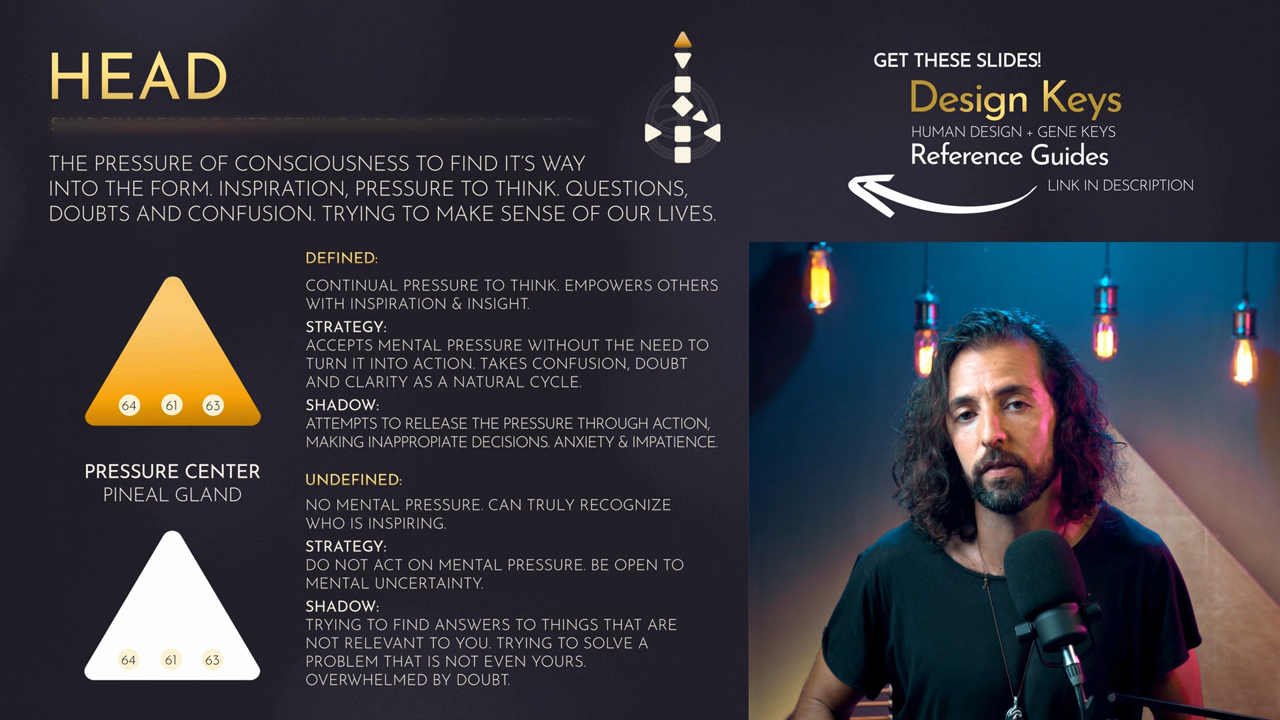 HEAD
THE PRESSURE OF CONSCIOUSNESS TO FIND IT'S WAY
INTO THE FORM. INSPIRATION, PRESSURE TO THINK. QUESTIONS,
DOUBTS AND CONFUSION. TRYING TO MAKE SENSE OF OUR LIVES.
GET THESE SLIDES!
Design Keys
HUMAN DESIGN + GENE KEYS
Reference Guides
LINK IN DESCRIPTION
64 61 63
PRESSURE CENTER
PINEAL GLAND
64 61 63
DEFINED:
CONTINUAL PRESSURE TO THINK. EMPOWERS OTHERS
WITH INSPIRATION & INSIGHT.
STRATEGY:
ACCEPTS MENTAL PRESSURE WITHOUT THE NEED TO
TURN IT INTO ACTION. TAKES CONFUSION, DOUBT
AND CLARITY AS A NATURAL CYCLE.
SHADOW:
ATTEMPTS TO RELEASE THE PRESSURE THROUGH ACTION,
MAKING INAPPROPIATE DECISIONS. ANXIETY & IMPATIENCE.
UNDEFINED:
NO MENTAL PRESSURE. CAN TRULY RECOGNIZE
WHO IS INSPIRING.
STRATEGY:
DO NOT ACT ON MENTAL PRESSURE. BE OPEN TO
MENTAL UNCERTAINTY.
SHADOW:
TRYING TO FIND ANSWERS TO THINGS THAT ARE
NOT RELEVANT TO YOU. TRYING TO SOLVE A
PROBLEM THAT IS NOT EVEN YOURS.
OVERWHELMED BY DOUBT.